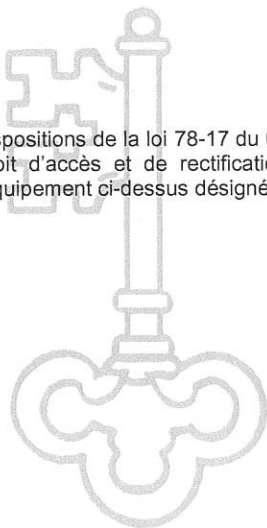 positions de la loi 78-17 du
oit d'accès et de rectificatio
quipement ci-dessus désigné